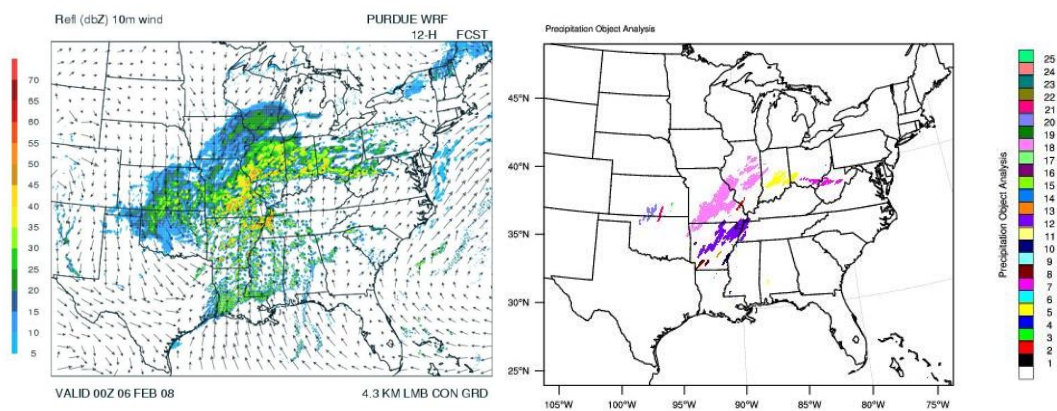 Refl (dbZ) 10m wind
PURDUE WRF
12-H FCST
70
65
60
55
50
45
40
35
30
25
20
15
10
5
VALID 00Z 06 FEB 08
4.3 KM LMB CON GRD
Precipitation Object Analysis
45°N
40°N
35°N
30°N
25°N
105°W
100°W
95°W
90°W
85°W
80°W
75°W
Precipitation Object Analysis
25
24
23
22
21
20
19
18
17
16
15
14
13
12
11
10
9
8
7
6
5
4
3
2
1